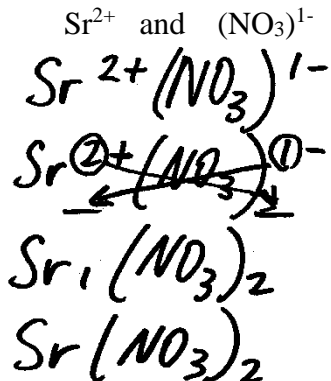 Sr²⁺ and (NO₃)¹⁻
Sr ²⁺ (NO₃)¹⁻
Sr ②⁺ (NO₃) ①⁻
Sr₁ (NO₃)₂
Sr (NO₃)₂